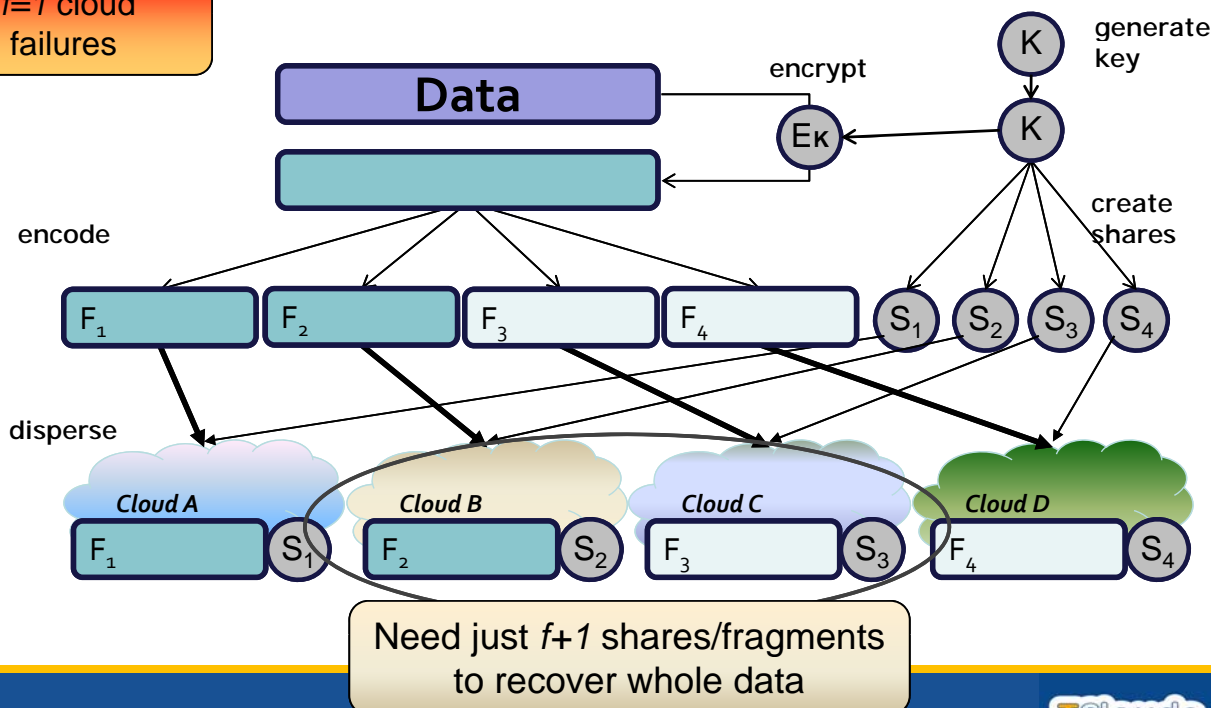 cloud
failures
generate
key
K
encrypt
Data
K
EK
create
shares
encode
F1
F2
F3
F4
S1
S2
S3
S4
disperse
Cloud A
Cloud B
Cloud C
Cloud D
F1
S1
F2
S2
F3
S3
F4
S4
Need just f+1 shares/fragments
to recover whole data